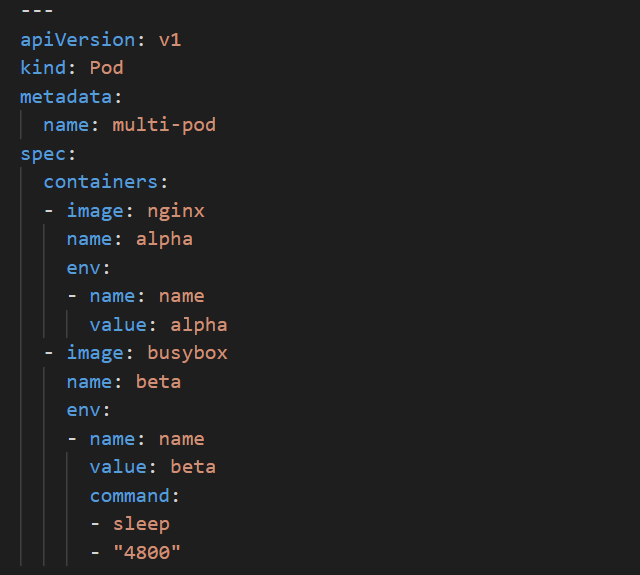 ---
apiVersion: v1
kind: Pod
metadata:
  name: multi-pod
spec:
  containers:
  - image: nginx
    name: alpha
    env:
    - name: name
      value: alpha
  - image: busybox
    name: beta
    env:
    - name: name
      value: beta
      command:
      - sleep
      - "4800"